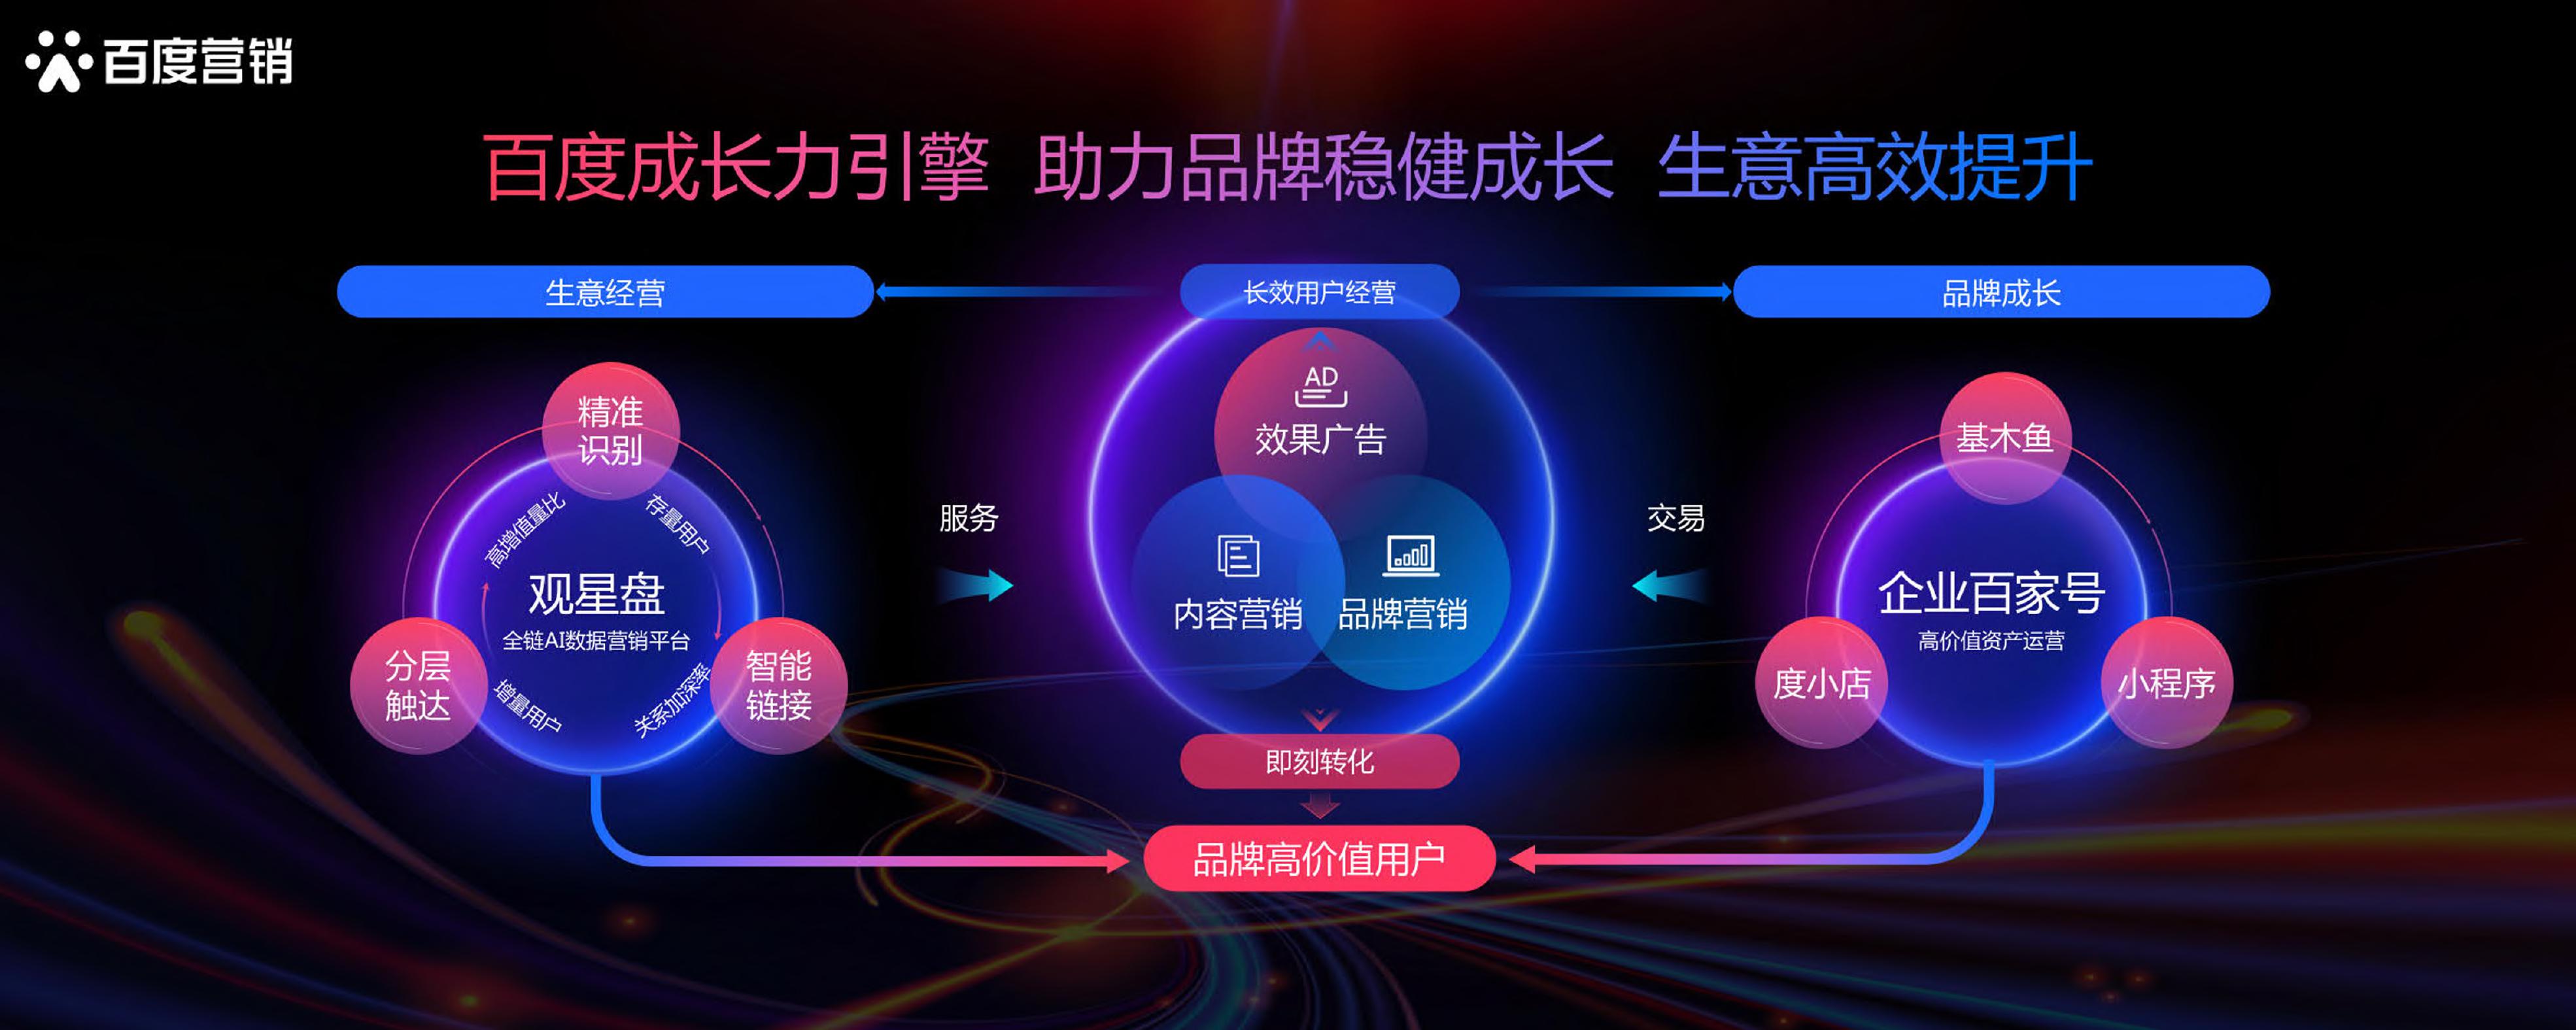 百度营销
百度成长力引擎 助力品牌稳健成长 生意高效提升
生意经营
长效用户经营
品牌成长
精准
识别
高增值量比
存量用户
观星盘
全链AI数据营销平台
分层
触达
增量用户
关系加深率
智能
链接
服务
AD
效果广告
内容营销
品牌营销
交易
基木鱼
企业百家号
高价值资产运营
度小店
小程序
即刻转化
品牌高价值用户